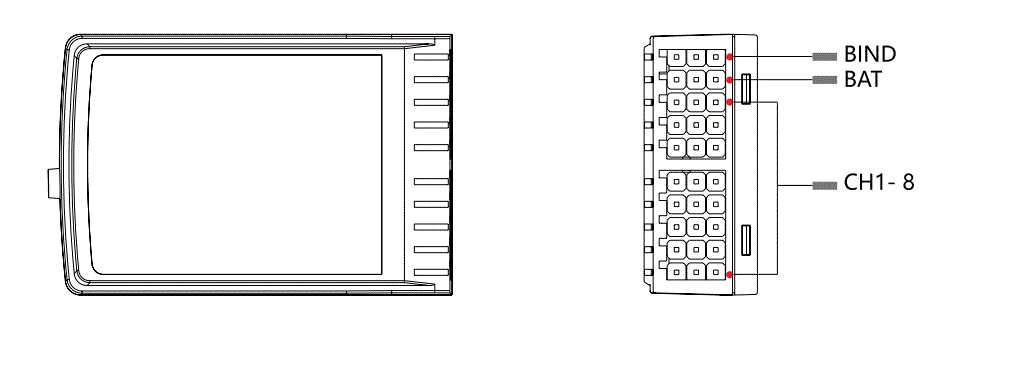 BIND
BAT
CH1- 8